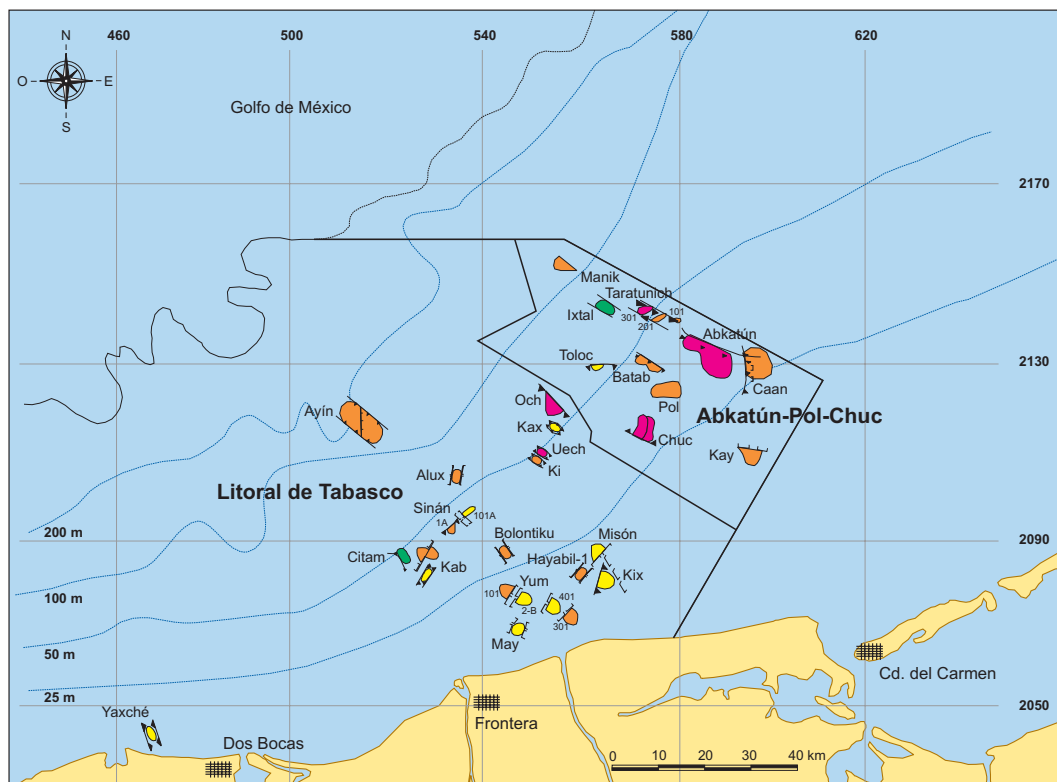 460
500
540
580
620
N
O
E
S
Golfo de México
2170
Manik
Taratunich
Ixtal
301
201
101
Abkatún
2130
Toloc
Batab
Caan
Och
Pol
Ayín
Kax
Abkatún-Pol-Chuc
Uech
Chuc
Ki
Kay
Alux
Litoral de Tabasco
Sinán
101A
1A
200 m
Bolontiku
Misón
2090
Citam
Hayabil-1
Kab
Kix
Yum
101
401
2-B
301
100 m
May
50 m
Cd. del Carmen
25 m
2050
Yaxché
Frontera
Dos Bocas
0 10 20 30 40 km